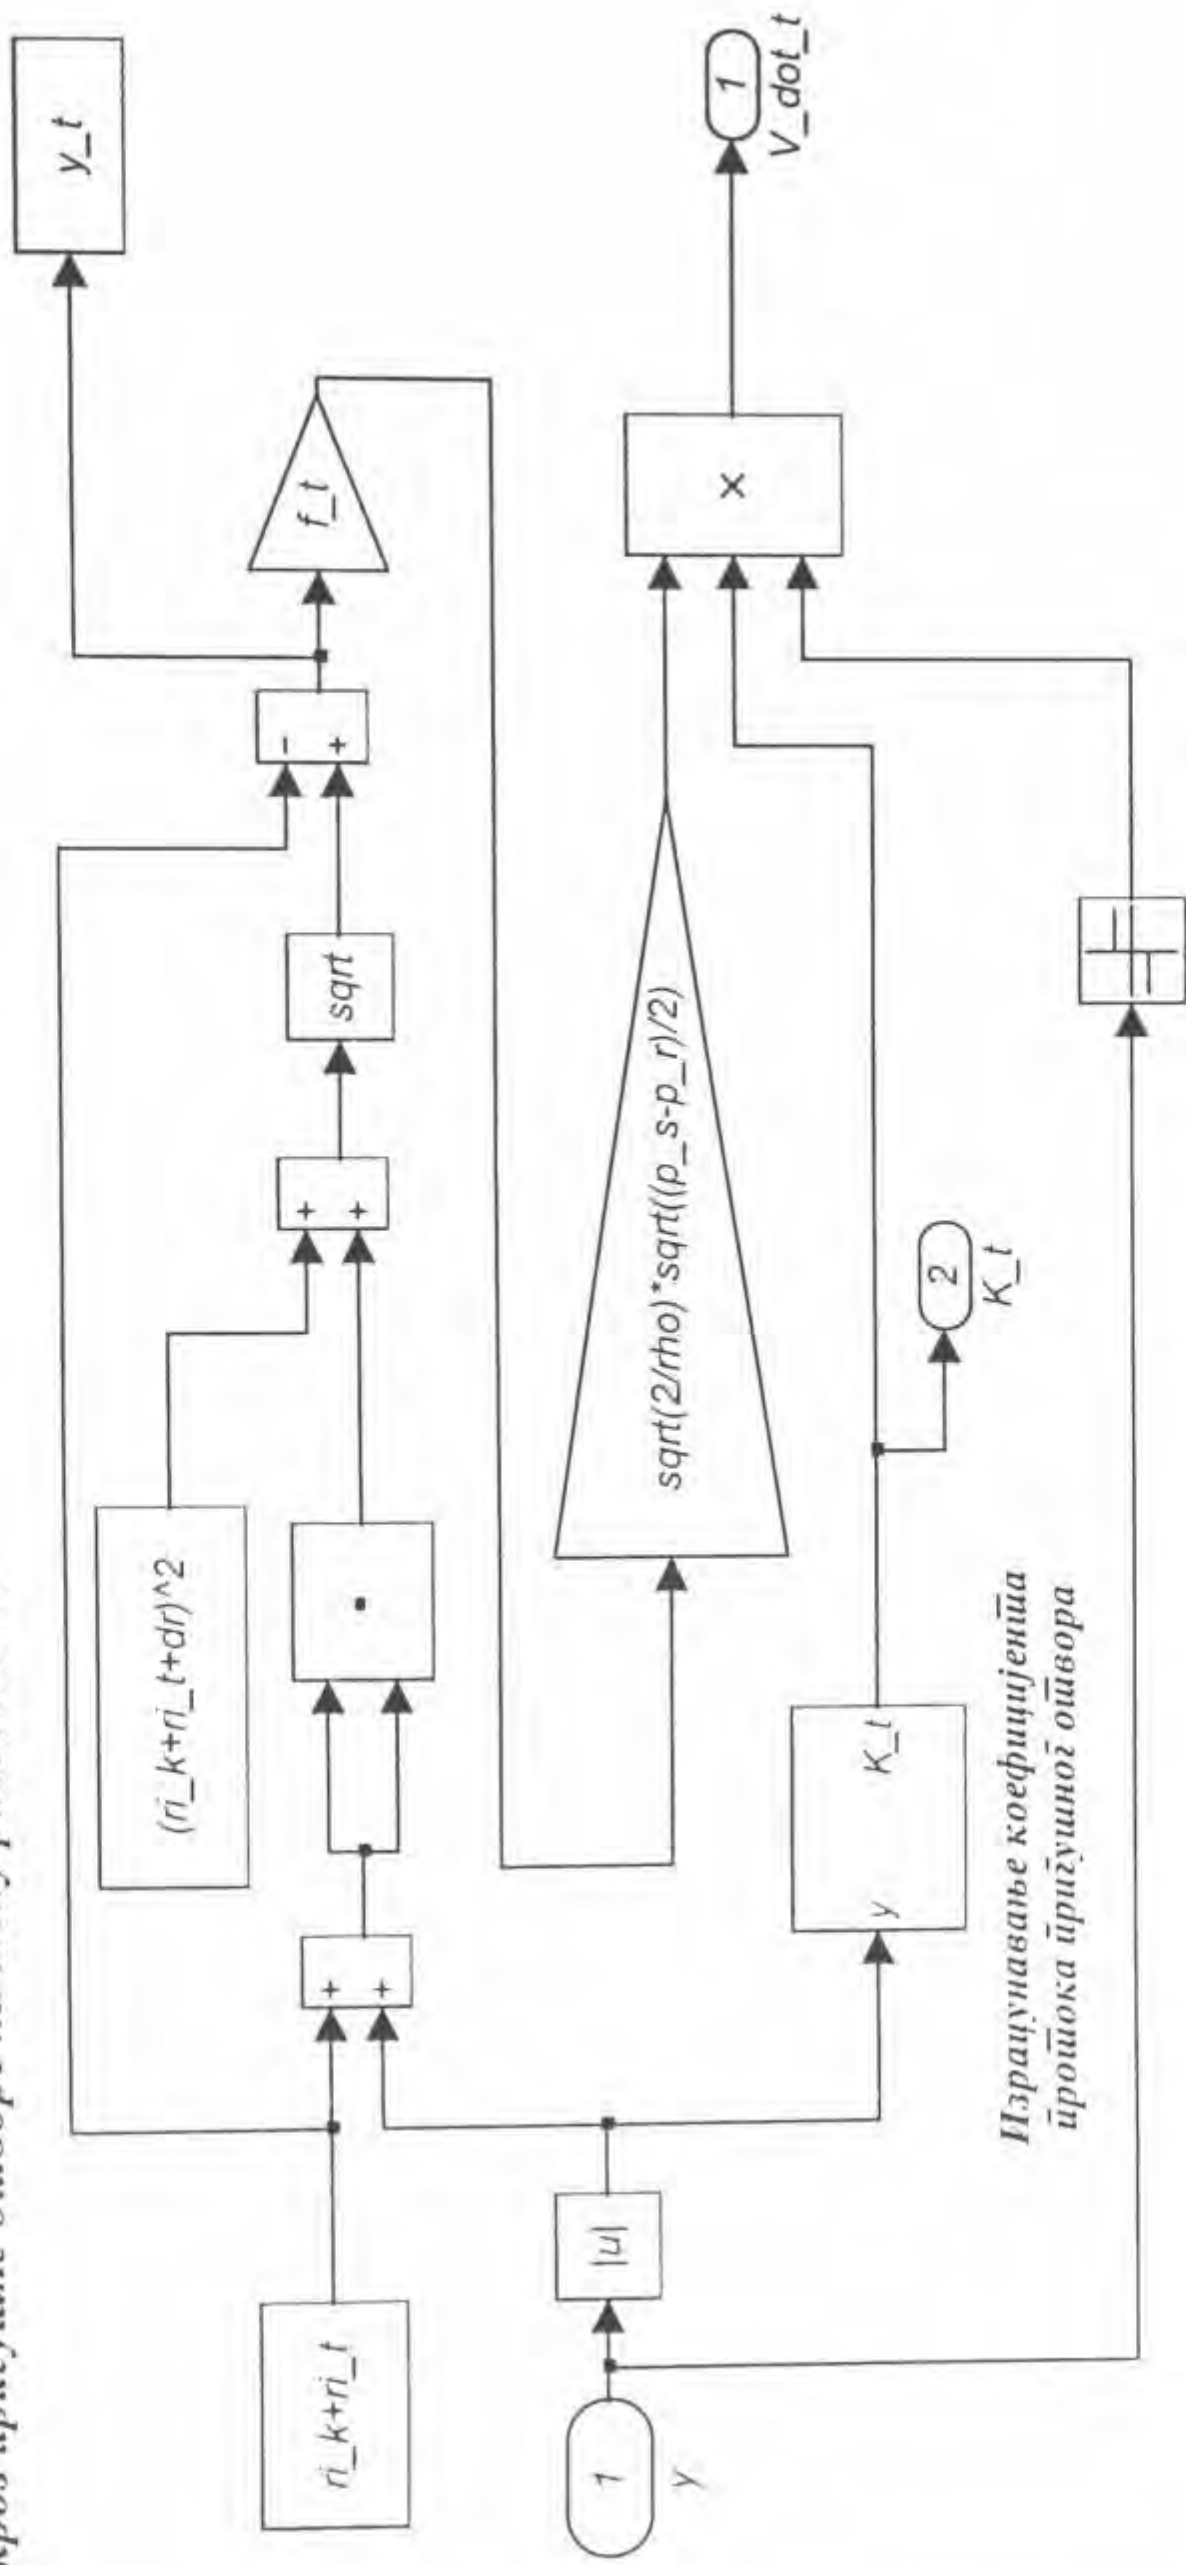 y_t
(ri_k+ri_t+dr)^2
ri_k+ri_t
+
+
+
+
sqrt
-
+
f_t
1
y
|u|
sqrt(2/rho)*sqrt((p_s-p_r)/2)
y K_t
x
1
V_dot_t
2
K_t
Израцунавање коефицијента
протока пригушног отвора